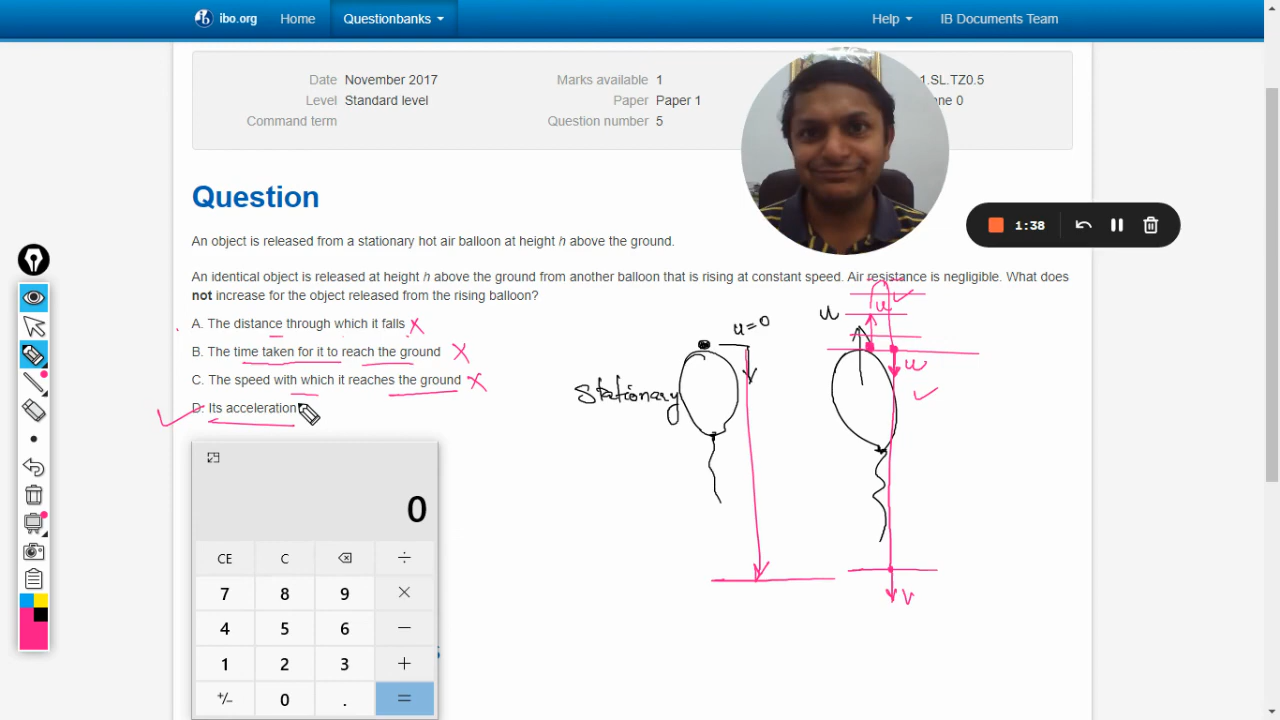 ibo.org Home Questionbanks Help IB Documents Team
Date November 2017 Marks available 1 1.SL.TZ0.5
Level Standard level Paper Paper 1 one 0
Command term Question number 5
1:38
Question
An object is released from a stationary hot air balloon at height h above the ground.
An identical object is released at height h above the ground from another balloon that is rising at constant speed. Air resistance is negligible. What does
not increase for the object released from the rising balloon?
A. The distance through which it falls
B. The time taken for it to reach the ground
C. The speed with which it reaches the ground
D. Its acceleration
u=0
u
u
u
Stationary
v
0
CE C ÷
7 8 9 ×
4 5 6 −
1 2 3 +
+/− 0 . =